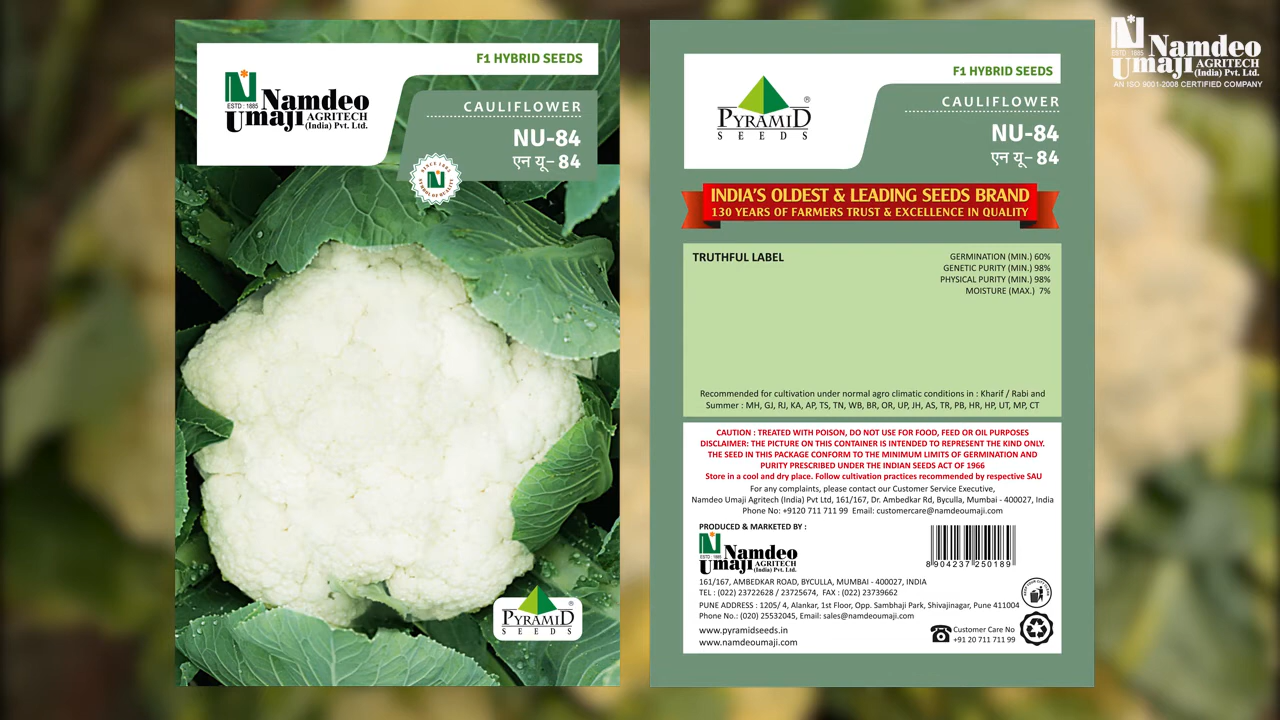 F1 HYBRID SEEDS
ESTD : 1885
Namdeo
Umaji AGRITECH
(India) Pvt. Ltd.
CAULIFLOWER
NU-84
एन यू– 84
SINCE 1885
SYMBOL OF QUALITY
PYRAMID®
SEEDS
F1 HYBRID SEEDS
PYRAMID®
SEEDS
CAULIFLOWER
NU-84
एन यू– 84
INDIA'S OLDEST & LEADING SEEDS BRAND
130 YEARS OF FARMERS TRUST & EXCELLENCE IN QUALITY
TRUTHFUL LABEL
GERMINATION (MIN.) 60%
GENETIC PURITY (MIN.) 98%
PHYSICAL PURITY (MIN.) 98%
MOISTURE (MAX.) 7%
Recommended for cultivation under normal agro climatic conditions in : Kharif / Rabi and
Summer : MH, GJ, RJ, KA, AP, TS, TN, WB, BR, OR, UP, JH, AS, TR, PB, HR, HP, UT, MP, CT
CAUTION : TREATED WITH POISON, DO NOT USE FOR FOOD, FEED OR OIL PURPOSES
DISCLAIMER: THE PICTURE ON THIS CONTAINER IS INTENDED TO REPRESENT THE KIND ONLY.
THE SEED IN THIS PACKAGE CONFORM TO THE MINIMUM LIMITS OF GERMINATION AND
PURITY PRESCRIBED UNDER THE INDIAN SEEDS ACT OF 1966
Store in a cool and dry place. Follow cultivation practices recommended by respective SAU
For any complaints, please contact our Customer Service Executive,
Namdeo Umaji Agritech (India) Pvt Ltd, 161/167, Dr. Ambedkar Rd, Byculla, Mumbai - 400027, India
Phone No: +9120 711 711 99 Email: customercare@namdeoumaji.com
PRODUCED & MARKETED BY :
ESTD : 1885
Namdeo
Umaji AGRITECH
(India) Pvt. Ltd.
8 904237 250189
161/167, AMBEDKAR ROAD, BYCULLA, MUMBAI - 400027, INDIA
TEL : (022) 23722628 / 23725674, FAX : (022) 23739662
PUNE ADDRESS : 1205/ 4, Alankar, 1st Floor, Opp. Sambhaji Park, Shivajinagar, Pune 411004
Phone No.: (020) 25532045, Email: sales@namdeoumaji.com
www.pyramidseeds.in
www.namdeoumaji.com
Customer Care No
+91 20 711 711 99
ESTD : 1885
Namdeo
Umaji AGRITECH
(India) Pvt. Ltd.
AN ISO 9001-2008 CERTIFIED COMPANY